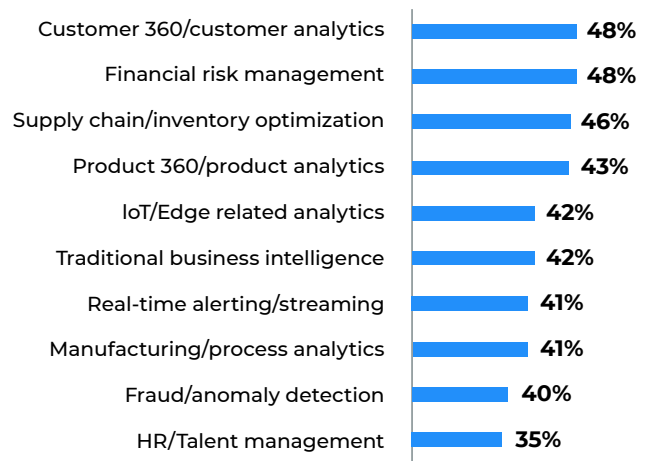 Customer 360/customer analytics 48%
Financial risk management 48%
Supply chain/inventory optimization 46%
Product 360/product analytics 43%
IoT/Edge related analytics 42%
Traditional business intelligence 42%
Real-time alerting/streaming 41%
Manufacturing/process analytics 41%
Fraud/anomaly detection 40%
HR/Talent management 35%